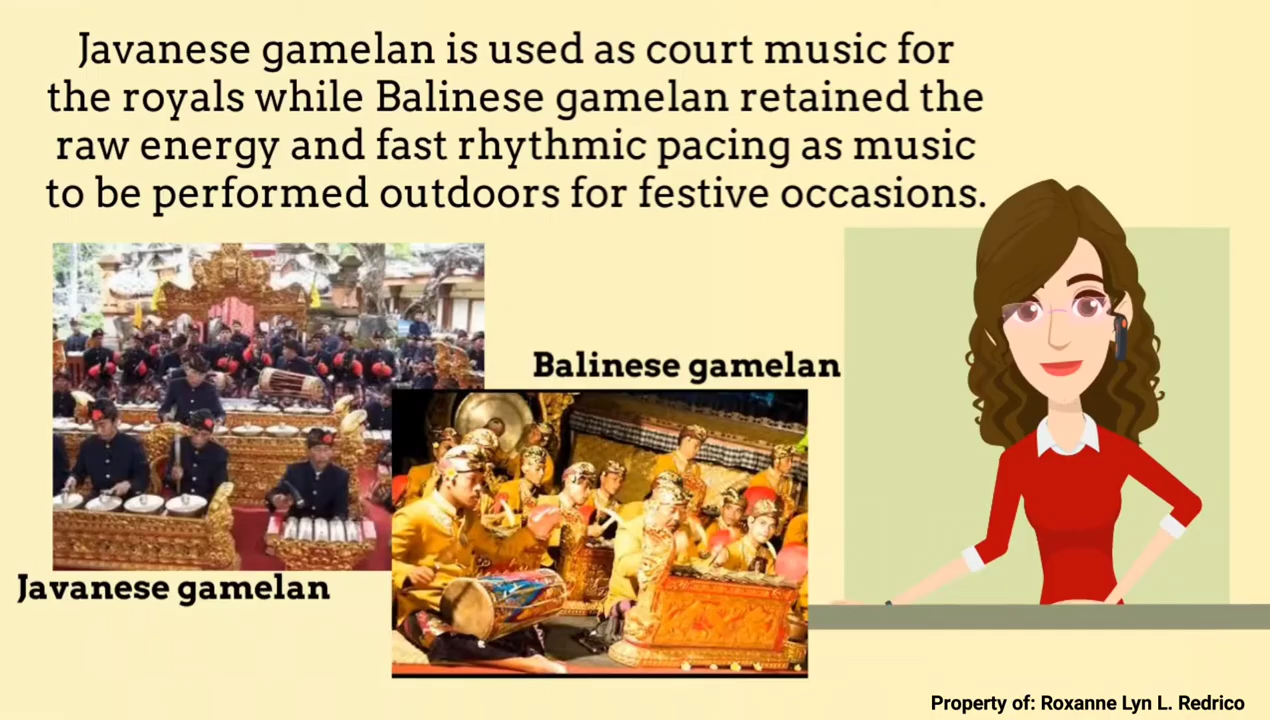 Javanese gamelan is used as court music for
the royals while Balinese gamelan retained the
raw energy and fast rhythmic pacing as music
to be performed outdoors for festive occasions.
Balinese gamelan
Javanese gamelan
Property of: Roxanne Lyn L. Redrico